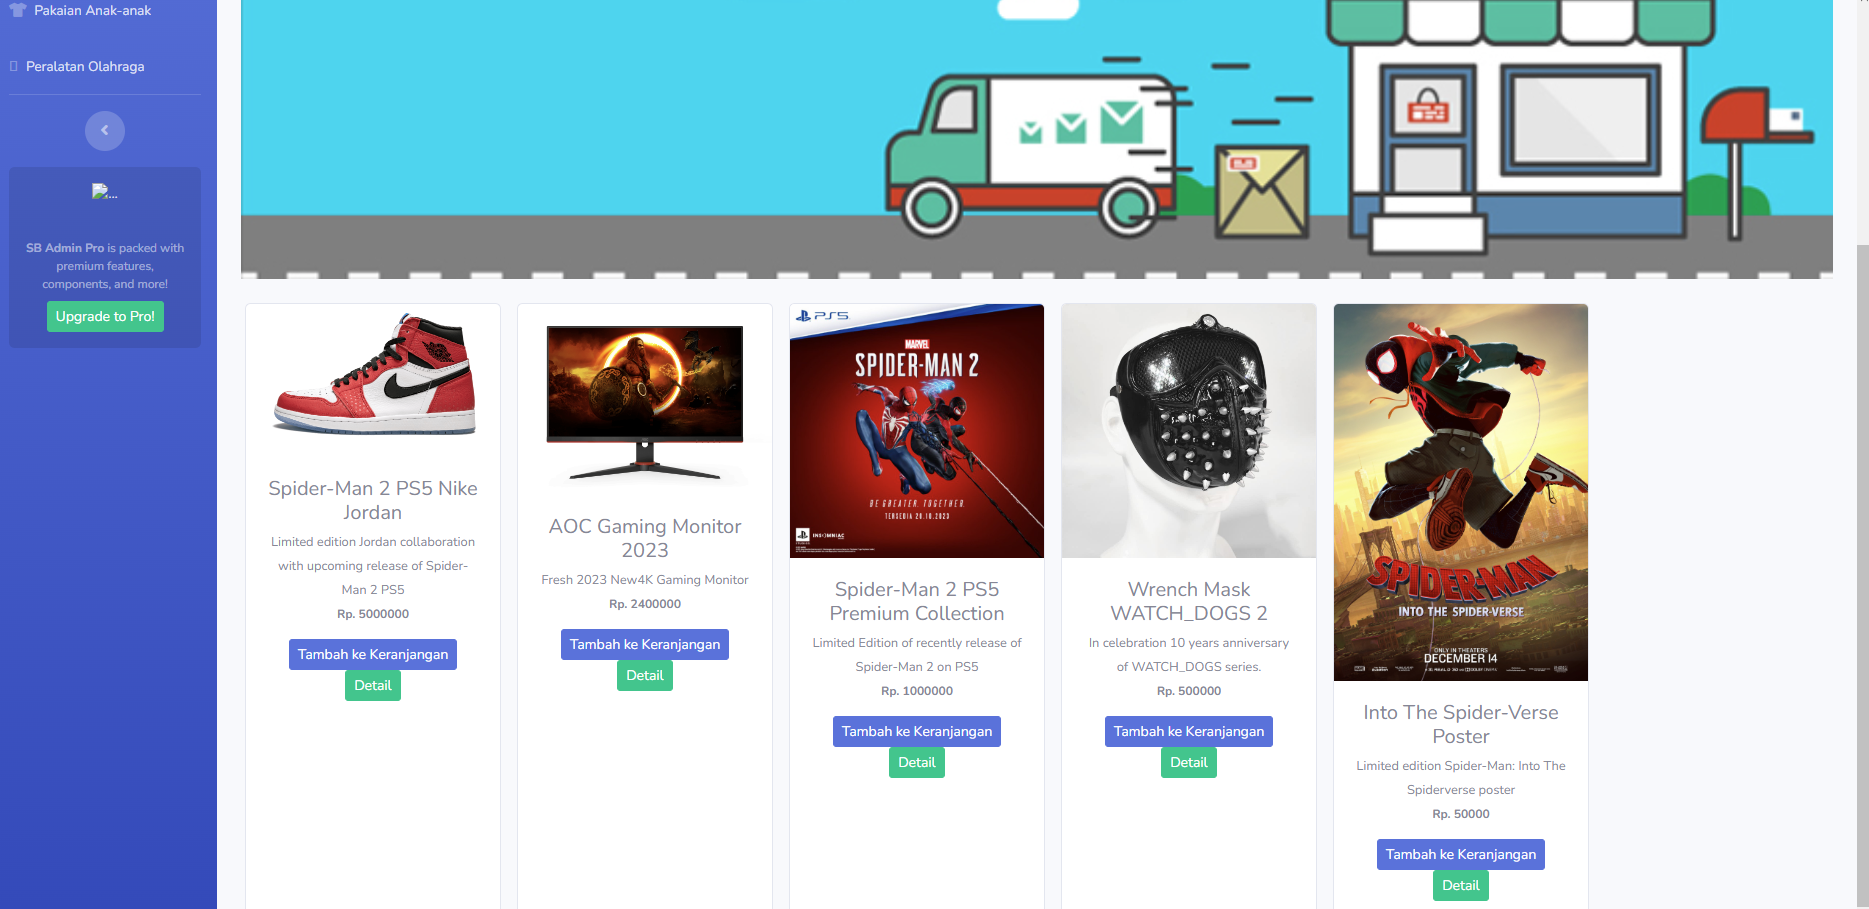 Pakaian Anak-anak
Peralatan Olahraga
...
SB Admin Pro is packed with
premium features,
components, and more!
Upgrade to Pro!
Spider-Man 2 PS5 Nike
Jordan
Limited edition Jordan collaboration
with upcoming release of Spider-
Man 2 PS5
Rp. 5000000
Tambah ke Keranjangan
Detail
AOC Gaming Monitor
2023
Fresh 2023 New4K Gaming Monitor
Rp. 2400000
Tambah ke Keranjangan
Detail
PS5
MARVEL
SPIDER-MAN 2
BE GREATER. TOGETHER.
TERSEDIA 20.10.2023
INSOMNIAC
Spider-Man 2 PS5
Premium Collection
Limited Edition of recently release of
Spider-Man 2 on PS5
Rp. 1000000
Tambah ke Keranjangan
Detail
Wrench Mask
WATCH_DOGS 2
In celebration 10 years anniversary
of WATCH_DOGS series.
Rp. 500000
Tambah ke Keranjangan
Detail
SPIDER-MAN
INTO THE SPIDER-VERSE
ONLY IN THEATERS
DECEMBER 14
Into The Spider-Verse
Poster
Limited edition Spider-Man: Into The
Spiderverse poster
Rp. 50000
Tambah ke Keranjangan
Detail